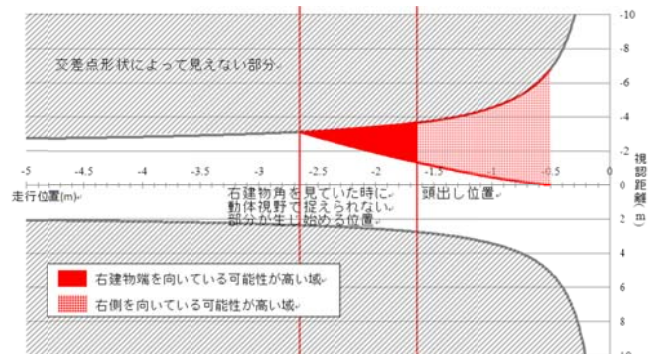 -10
交差点形状によって見えない部分
-8
-6
-4
-2
-5
-4.5
-4
-3.5
-3
-2.5
-2
-1.5
-1
-0.5
0
0
走行位置(m)
右建物角を見ていた時に
動体視野で捉えられない
部分が生じ始める位置
頭出し位置
視認距離(m)
2
4
6
8
10
右建物端を向いている可能性が高い域
右側を向いている可能性が高い域